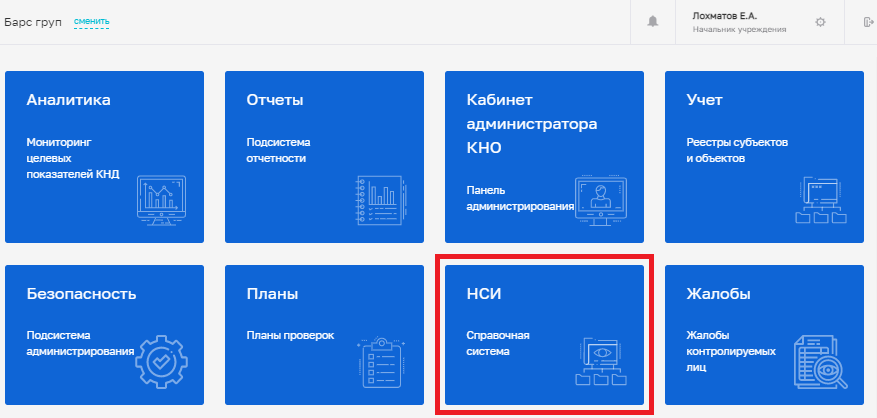 Барс груп сменить
Лохматов Е.А.
Начальник учреждения
Аналитика
Мониторинг
целевых
показателей КНД
Отчеты
Подсистема
отчетности
Кабинет
администратора
КНО
Панель
администрирования
Учет
Реестры субъектов
и объектов
Безопасность
Подсистема
администрирования
Планы
Планы проверок
НСИ
Справочная
система
Жалобы
Жалобы
контролируемых
лиц